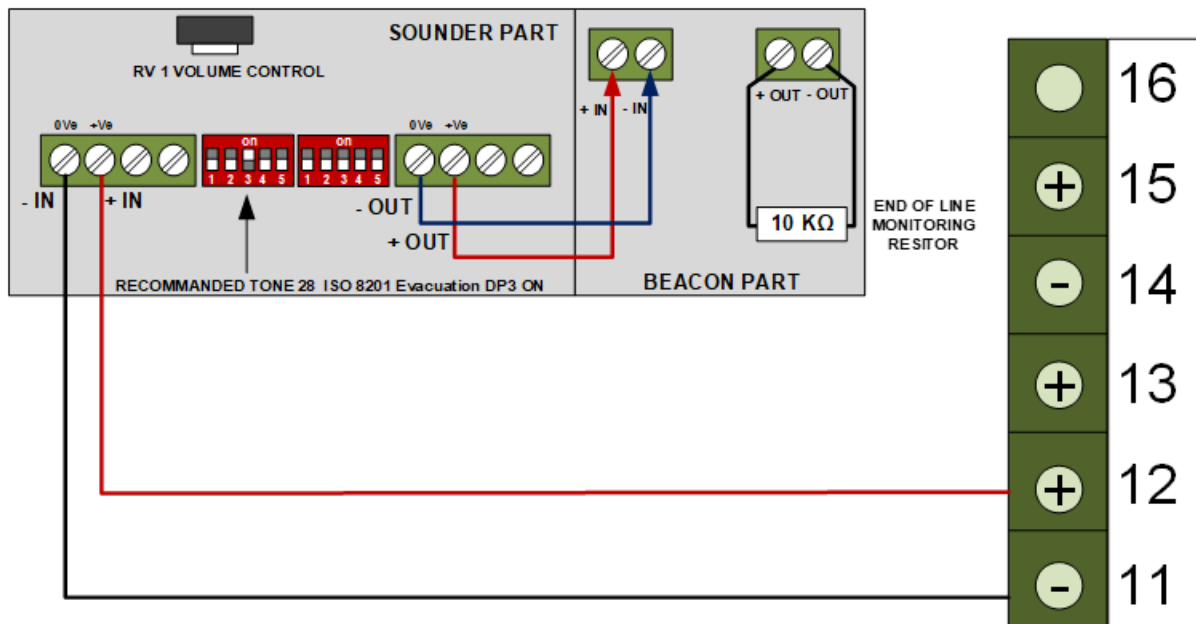 SOUNDER PART
RV 1 VOLUME CONTROL
0Ve +Ve
on
1 2 3 4 5
on
1 2 3 4 5
0Ve +Ve
- IN
+ IN
- OUT
+ OUT
RECOMMANDED TONE 28 ISO 8201 Evacuation DP3 ON
+ IN
- IN
+ OUT
- OUT
10 KΩ
BEACON PART
END OF LINE
MONITORING
RESITOR
16
+ 15
- 14
+ 13
+ 12
- 11